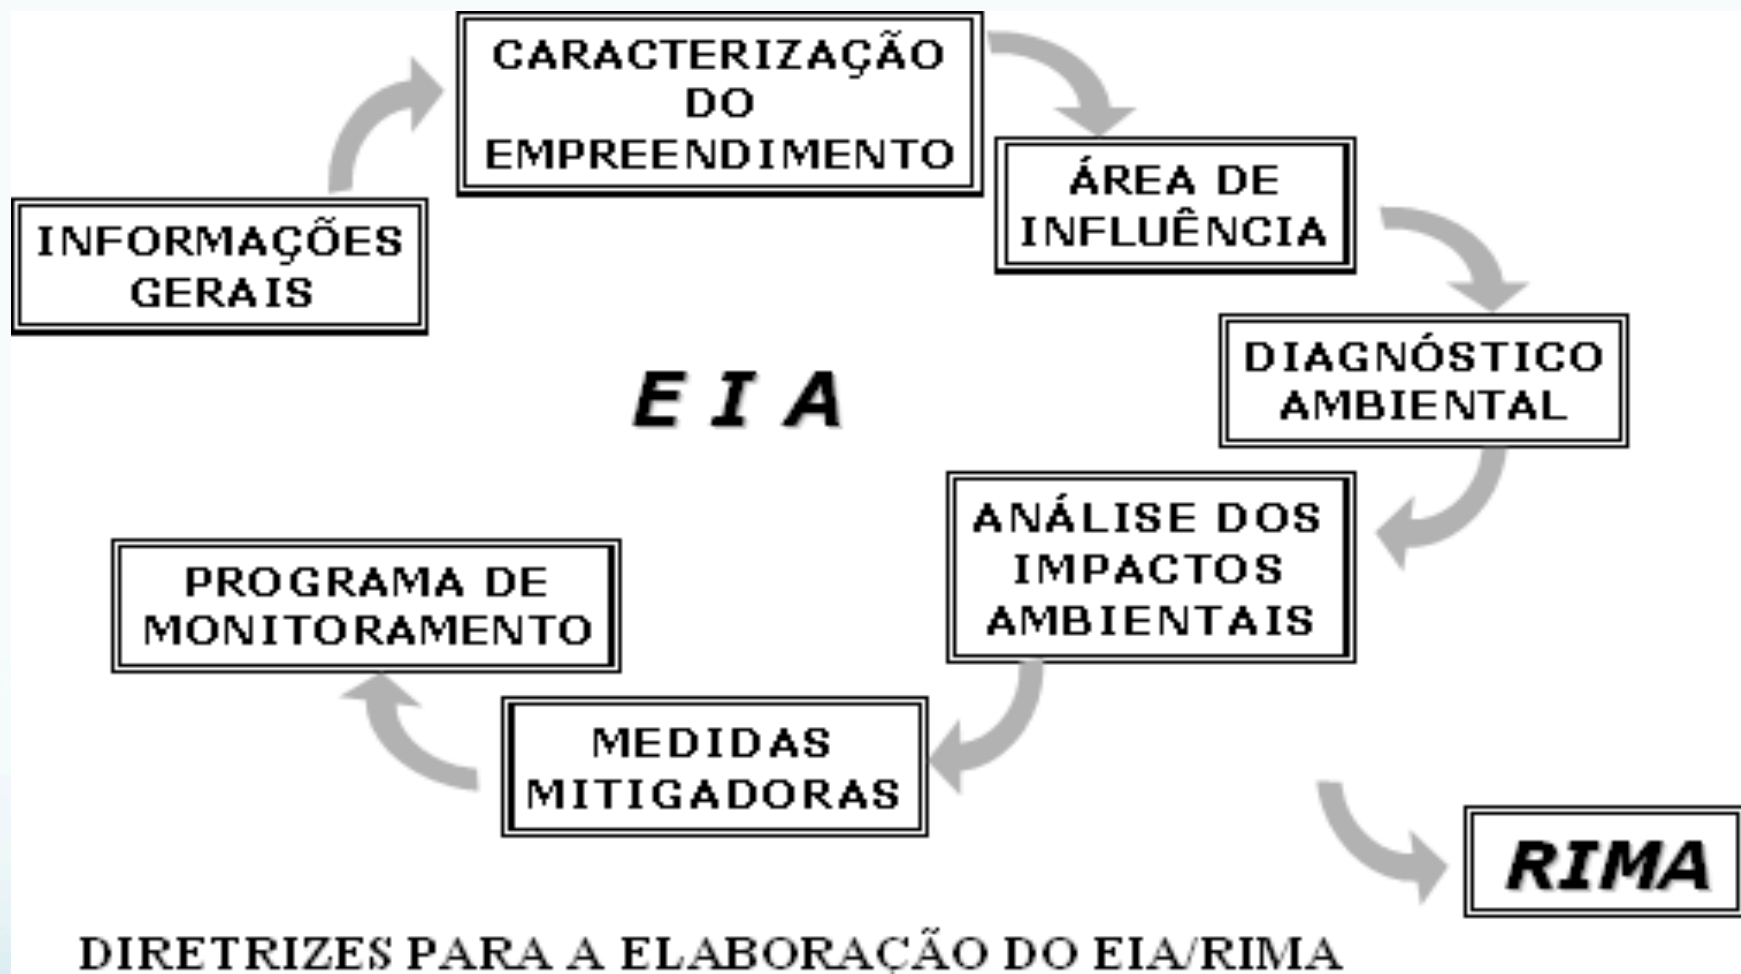 CARACTERIZAÇÃO
DO
EMPREENDIMENTO
ÁREA DE
INFLUÊNCIA
INFORMAÇÕES
GERAIS
DIAGNÓSTICO
AMBIENTAL
E I A
ANÁLISE DOS
IMPACTOS
AMBIENTAIS
PROGRAMA DE
MONITORAMENTO
MEDIDAS
MITIGADORAS
RIMA
DIRETRIZES PARA A ELABORAÇÃO DO EIA/RIMA